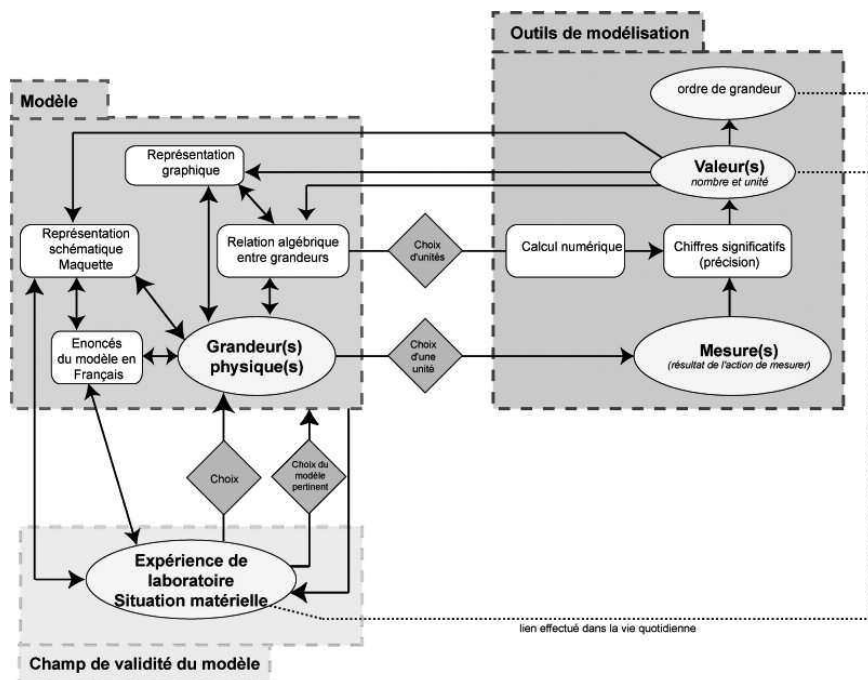 Outils de modélisation
ordre de grandeur
Valeur(s)
nombre et unité
Modèle
Représentation
graphique
Représentation
schématique
Maquette
Relation algébrique
entre grandeurs
Choix
d'unités
Calcul numérique
Chiffres significatifs
(précision)
Enoncés
du modèle en
Français
Grandeur(s)
physique(s)
Choix
d'une
unité
Mesure(s)
(résultat de l'action de mesurer)
Choix
Choix du
modèle
pertinent
Expérience de
laboratoire
Situation matérielle
lien effectué dans la vie quotidienne
Champ de validité du modèle